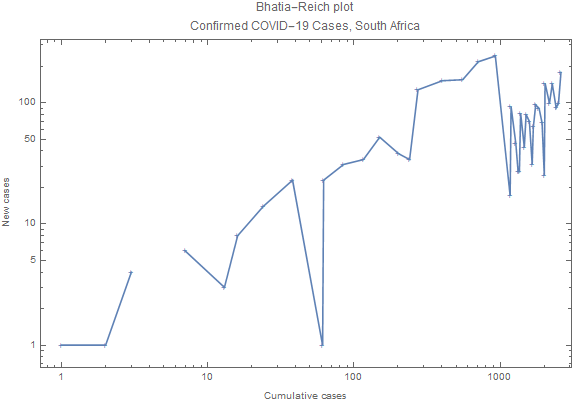 Bhatia-Reich plot
Confirmed COVID-19 Cases, South Africa
New cases
100
50
10
5
1
1
10
100
1000
Cumulative cases